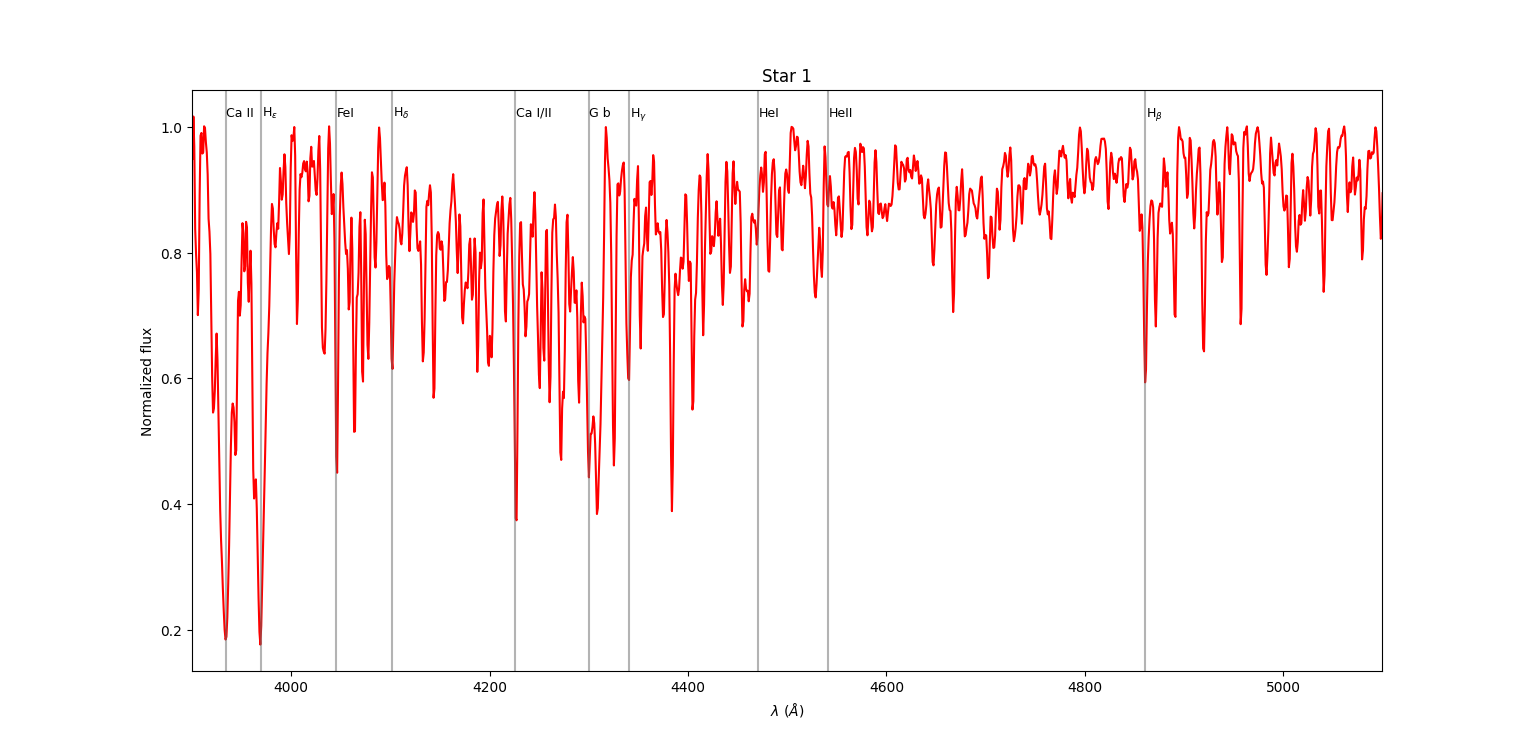 Star 1
Ca II Hε FeI Hδ Ca I/II G b Hγ HeI HeII Hβ
1.0
0.8
0.6
0.4
0.2
Normalized flux
4000 4200 4400 4600 4800 5000
λ (Å)